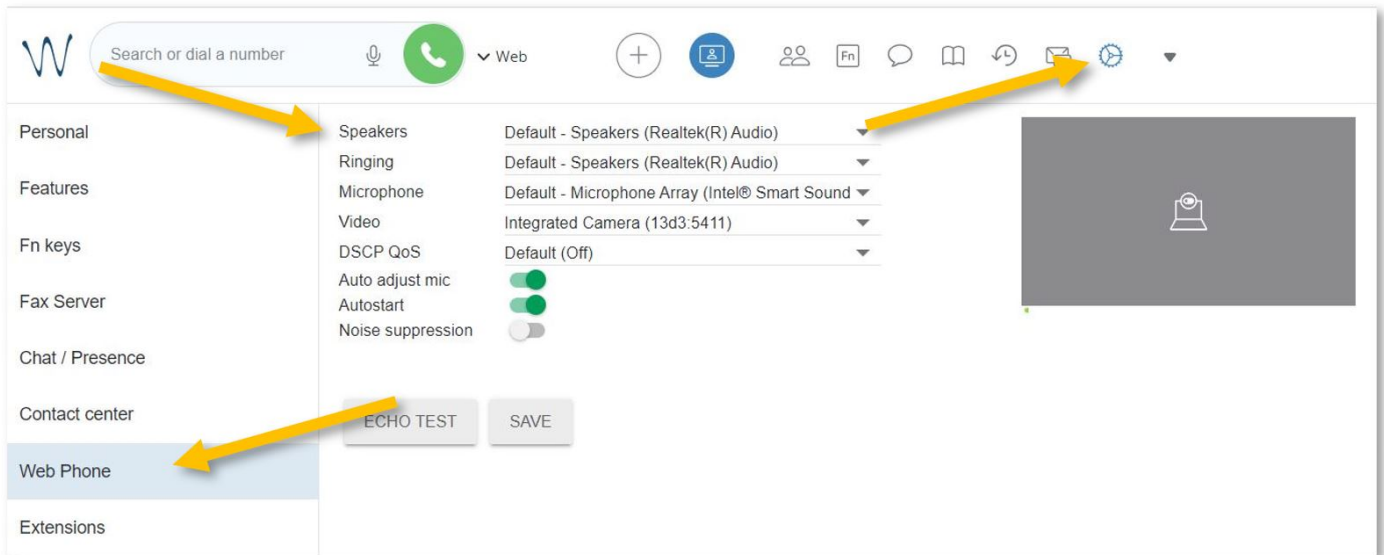 W
Search or dial a number
Web
Fn
Personal
Features
Fn keys
Fax Server
Chat / Presence
Contact center
Web Phone
Extensions
Speakers Default - Speakers (Realtek(R) Audio)
Ringing Default - Speakers (Realtek(R) Audio)
Microphone Default - Microphone Array (Intel® Smart Sound
Video Integrated Camera (13d3:5411)
DSCP QoS Default (Off)
Auto adjust mic
Autostart
Noise suppression
ECHO TEST SAVE